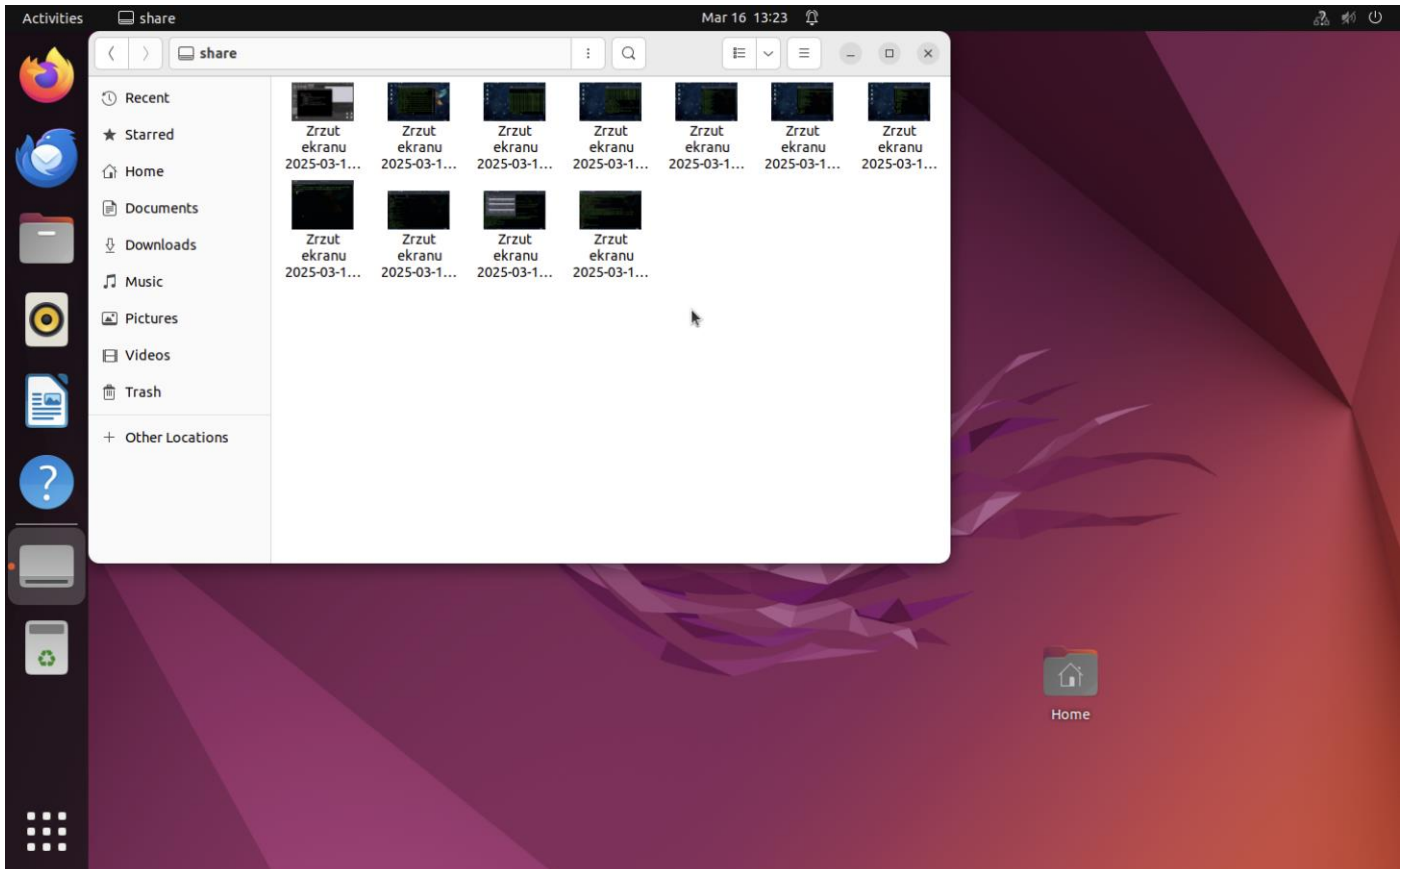 Activities share Mar 16 13:23
share
Recent
Starred
Home
Documents
Downloads
Music
Pictures
Videos
Trash
Other Locations
Zrzut Zrzut Zrzut Zrzut Zrzut Zrzut Zrzut
ekranu ekranu ekranu ekranu ekranu ekranu ekranu
2025-03-1... 2025-03-1... 2025-03-1... 2025-03-1... 2025-03-1... 2025-03-1... 2025-03-1...
Zrzut Zrzut Zrzut Zrzut
ekranu ekranu ekranu ekranu
2025-03-1... 2025-03-1... 2025-03-1... 2025-03-1...
Home